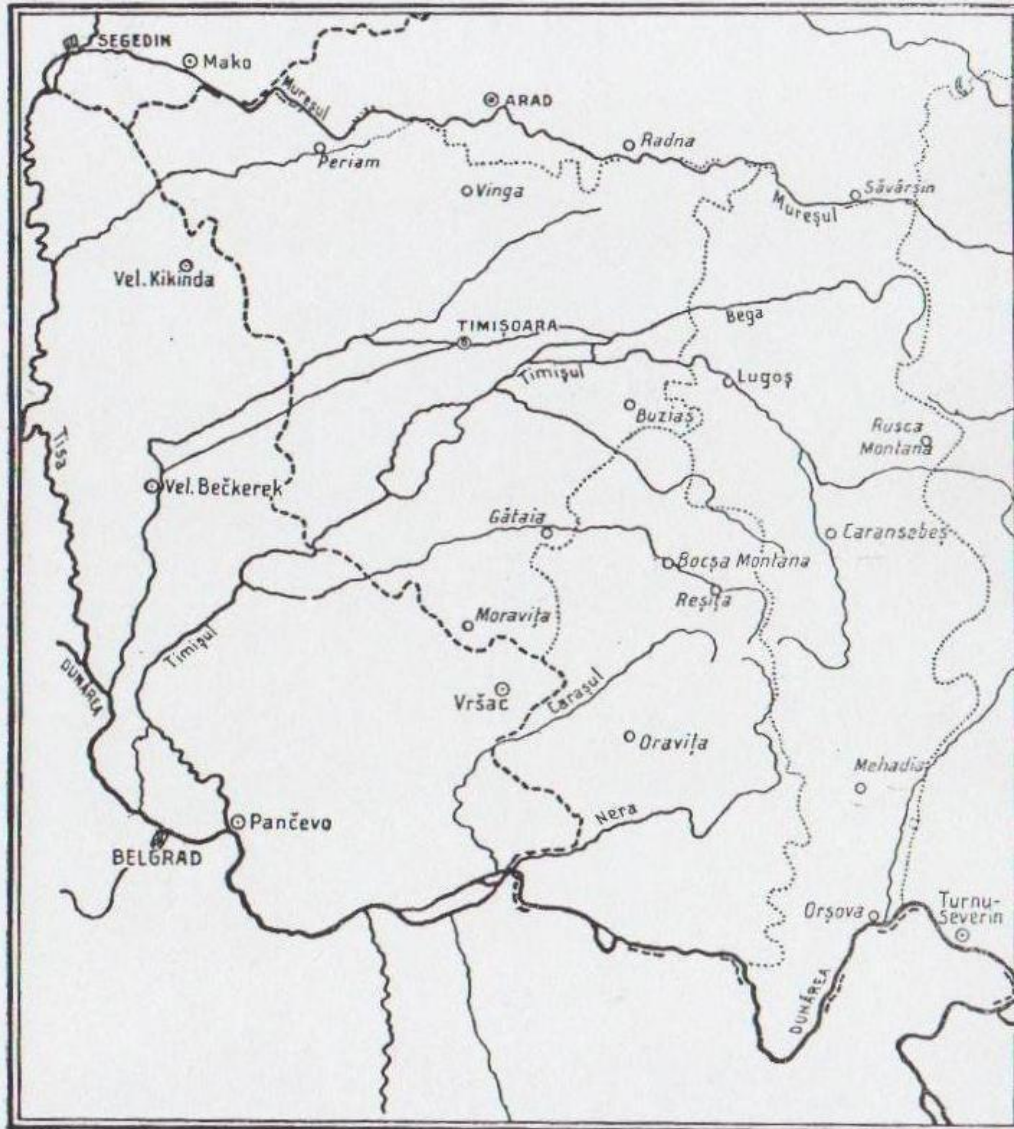 SEGEDIN
Mako
Mureşul
ARAD
Radna
Periam
Vinga
Săvârşin
Mureşul
Vel. Kikinda
Bega
TIMIŞOARA
Timişul
Lugoş
Buziaş
Rusca
Montana
Tisa
Vel. Bečkerek
Gătaia
Caransebeş
Bocşa Montana
Reşiţa
Moraviţa
Timişul
DUNĂREA
Vršac
Caraşul
Oraviţa
Mehadia
Nera
Pančevo
BELGRAD
Orşova
Turnu-
Severin
DUNĂREA